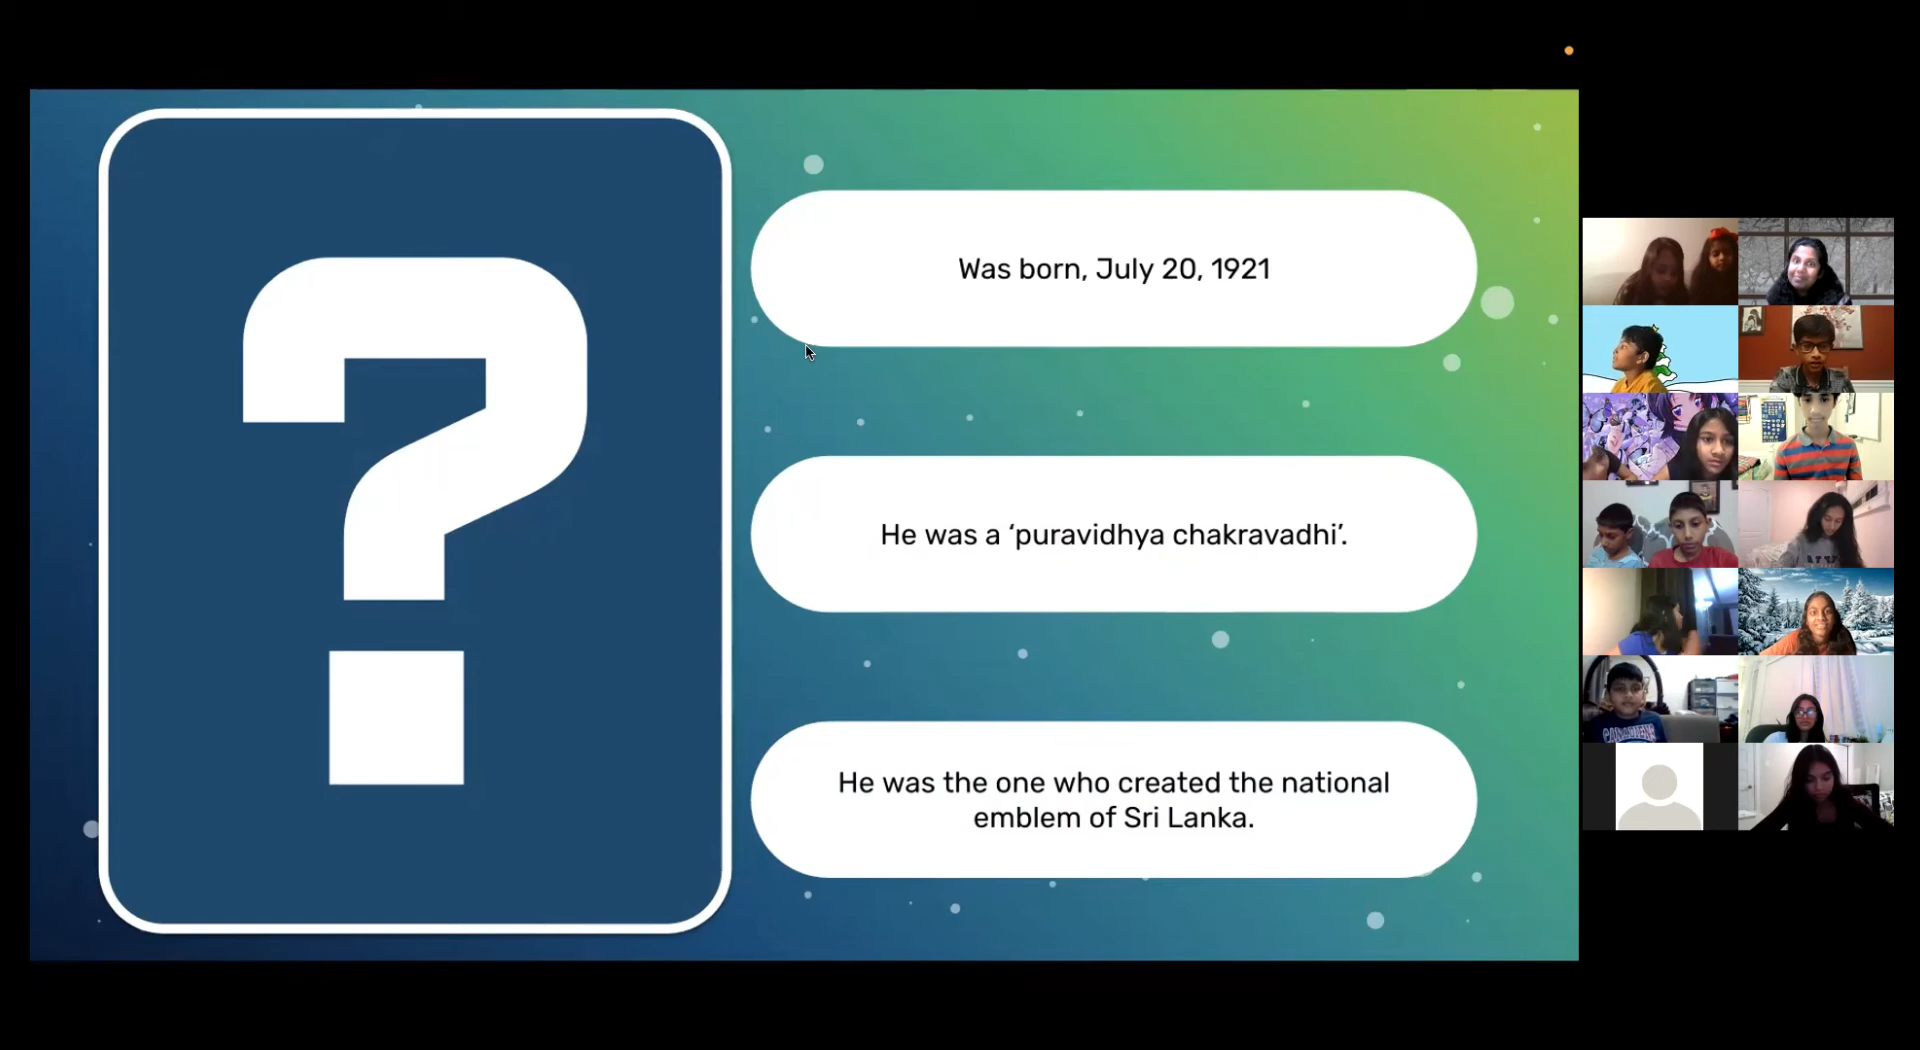 Was born, July 20, 1921
He was a ‘puravidhya chakravadhi’.
He was the one who created the national
emblem of Sri Lanka.